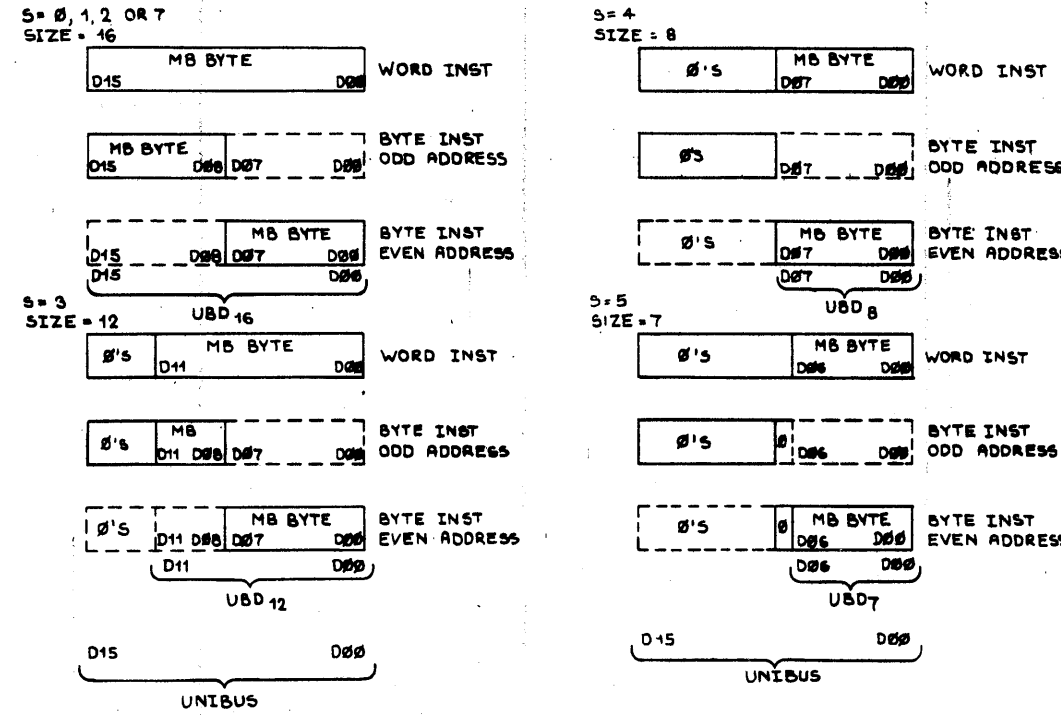 S= Ø, 1, 2 OR 7
SIZE = 16
MB BYTE
D15 DØØ
WORD INST
MB BYTE
D15 DØ8 DØ7 DØØ
BYTE INST
ODD ADDRESS
MB BYTE
D15 DØ8 DØ7 DØØ
BYTE INST
EVEN ADDRESS
D15 DØØ
UBD 16
S= 3
SIZE = 12
Ø'S
MB BYTE
D11 DØØ
WORD INST
Ø'S
MB
D11 DØ8 DØ7 DØØ
BYTE INST
ODD ADDRESS
Ø'S
MB BYTE
D11 DØ8 DØ7 DØØ
BYTE INST
EVEN ADDRESS
D11 DØØ
UBD 12
D15 DØØ
UNIBUS
S= 4
SIZE = 8
Ø'S
MB BYTE
DØ7 DØØ
WORD INST
ØS
DØ7 DØØ
BYTE INST
ODD ADDRESS
Ø'S
MB BYTE
DØ7 DØØ
BYTE INST
EVEN ADDRESS
DØ7 DØØ
UBD 8
S= 5
SIZE = 7
Ø'S
MB BYTE
DØ6 DØØ
WORD INST
Ø'S
Ø
DØ6 DØØ
BYTE INST
ODD ADDRESS
Ø'S
Ø
MB BYTE
DØ6 DØØ
BYTE INST
EVEN ADDRESS
DØ6 DØØ
UBD7
D15 DØØ
UNIBUS